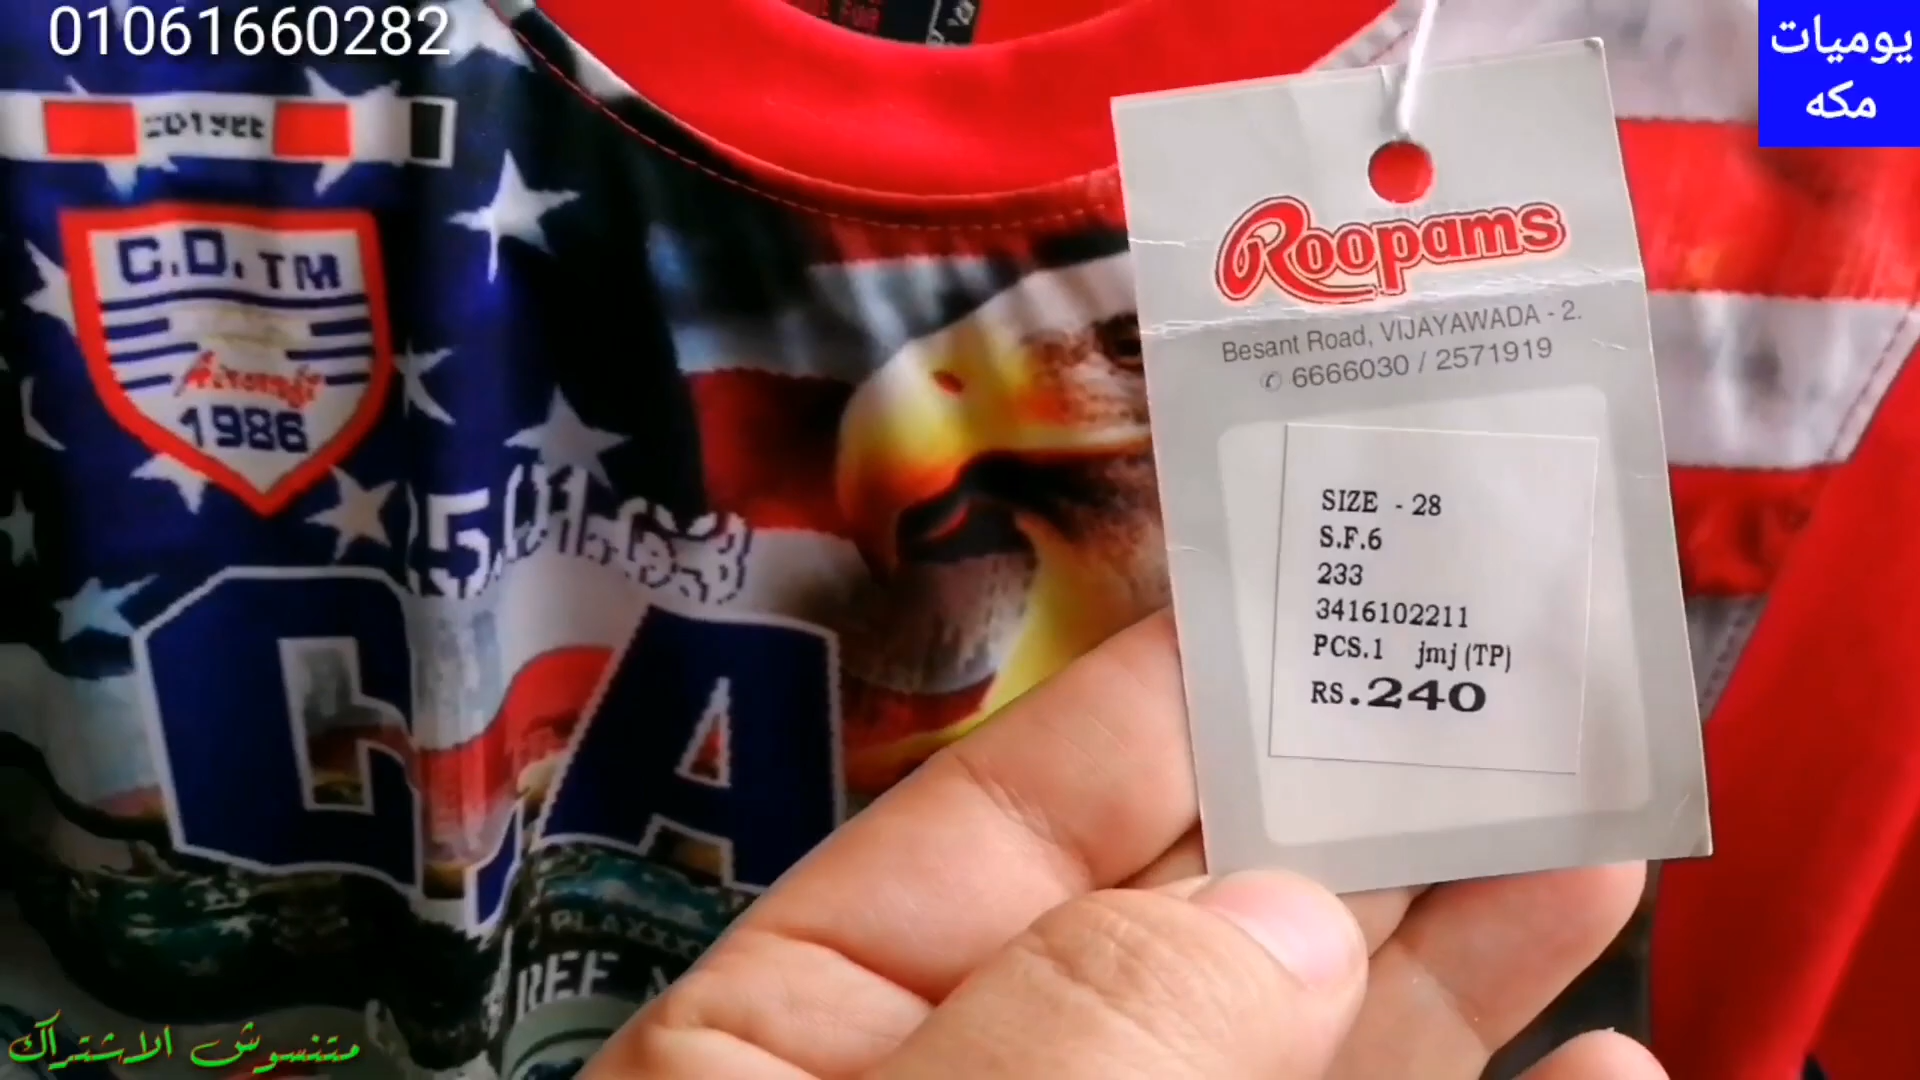 01061660282
يوميات
مكه
C.D. TM
1986
Roopams
Besant Road, VIJAYAWADA - 2.
✆ 6666030 / 2571919
SIZE - 28
S.F.6
233
3416102211
PCS.1 jmj (TP)
RS.240
CA
متنسوش الاشتراك